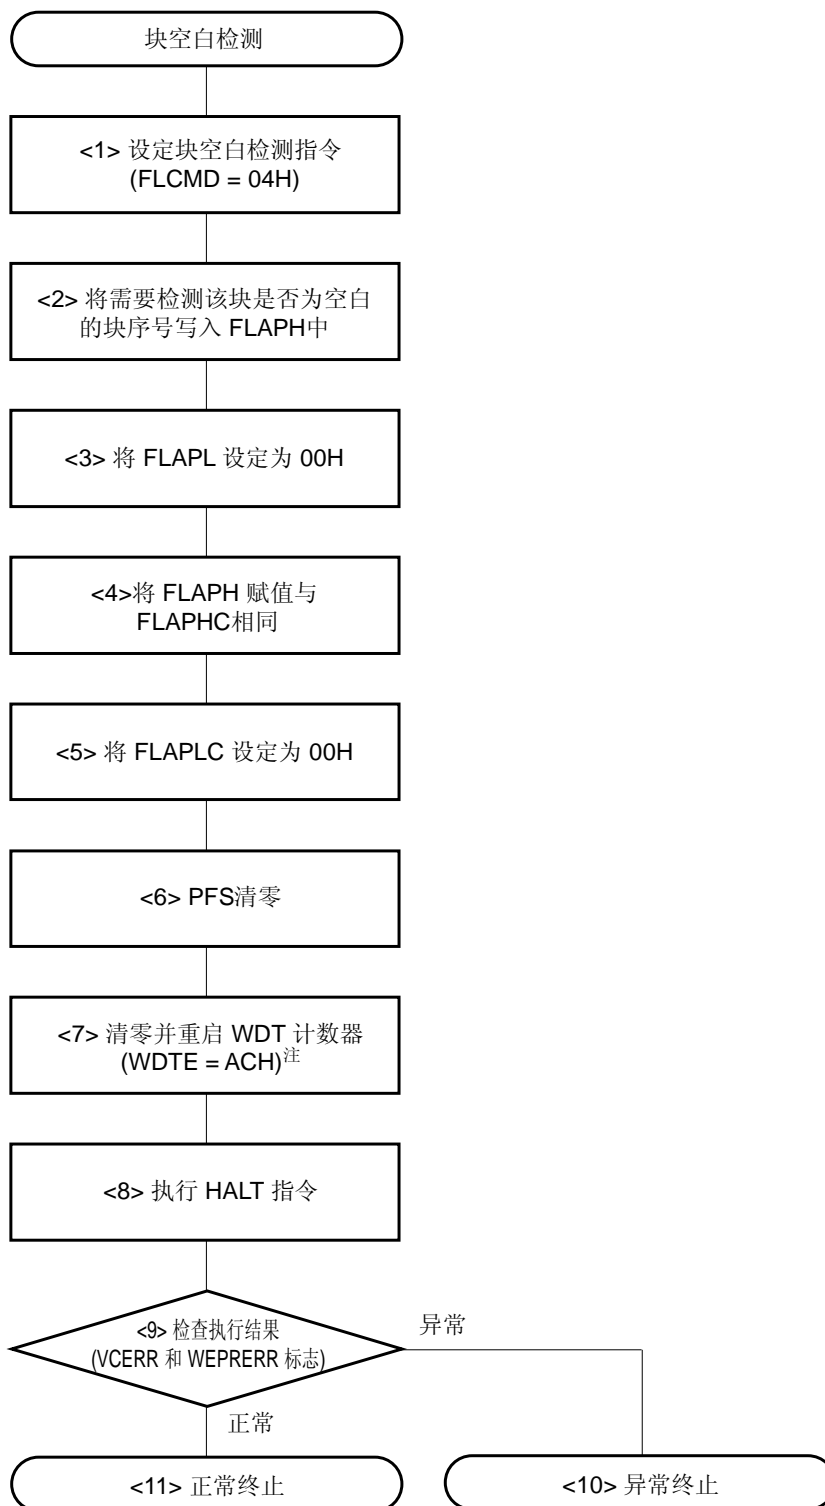 块空白检测
<1> 设定块空白检测指令
(FLCMD = 04H)
<2> 将需要检测该块是否为空白
的块序号写入 FLAPH中
<3> 将 FLAPL 设定为 00H
<4>将 FLAPH 赋值与
FLAPHC相同
<5> 将 FLAPLC 设定为 00H
<6> PFS清零
<7> 清零并重启 WDT 计数器
(WDTE = ACH)注
<8> 执行 HALT 指令
<9> 检查执行结果
(VCERR 和 WEPRERR 标志)
异常
正常
<11> 正常终止
<10> 异常终止